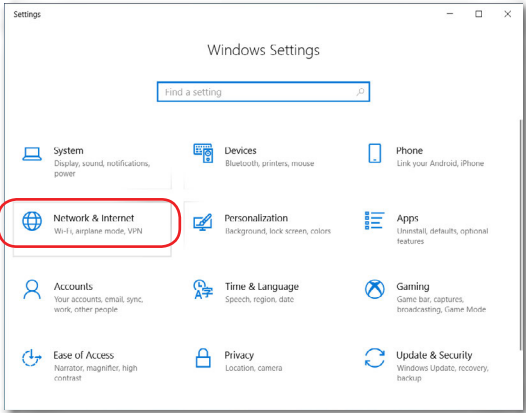 Settings
Windows Settings
Find a setting
System
Display, sound, notifications,
power
Devices
Bluetooth, printers, mouse
Phone
Link your Android, iPhone
Network & Internet
Wi-Fi, airplane mode, VPN
Personalization
Background, lock screen, colors
Apps
Uninstall, defaults, optional
features
Accounts
Your accounts, email, sync,
work, other people
Time & Language
Speech, region, date
Gaming
Game bar, captures,
broadcasting, Game Mode
Ease of Access
Narrator, magnifier, high
contrast
Privacy
Location, camera
Update & Security
Windows Update, recovery,
backup